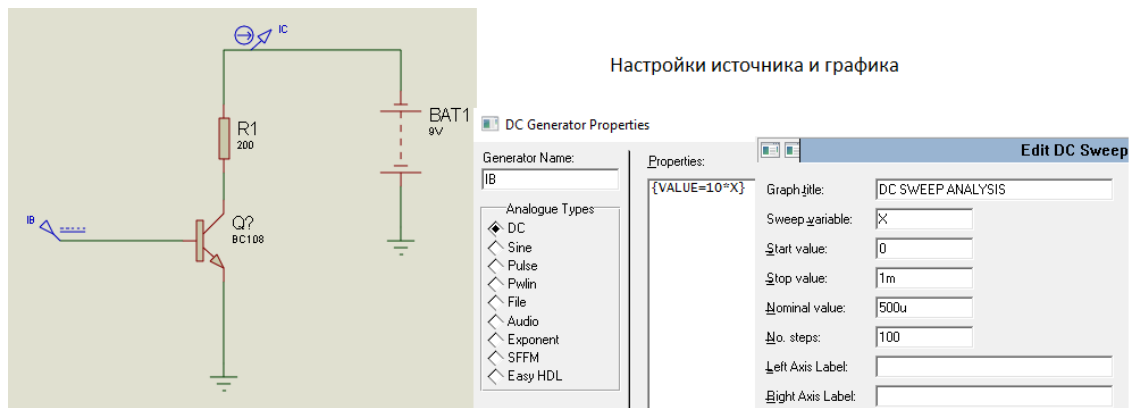 IC
R1
200
BAT1
9V
IB
Q?
BC108
Настройки источника и графика
DC Generator Properties
Generator Name:
IB
Analogue Types
DC
Sine
Pulse
Pwlin
File
Audio
Exponent
SFFM
Easy HDL
Properties:
{VALUE=10*X}
Edit DC Sweep
Graph title:
DC SWEEP ANALYSIS
Sweep variable:
X
Start value:
0
Stop value:
1m
Nominal value:
500u
No. steps:
100
Left Axis Label:
Right Axis Label: